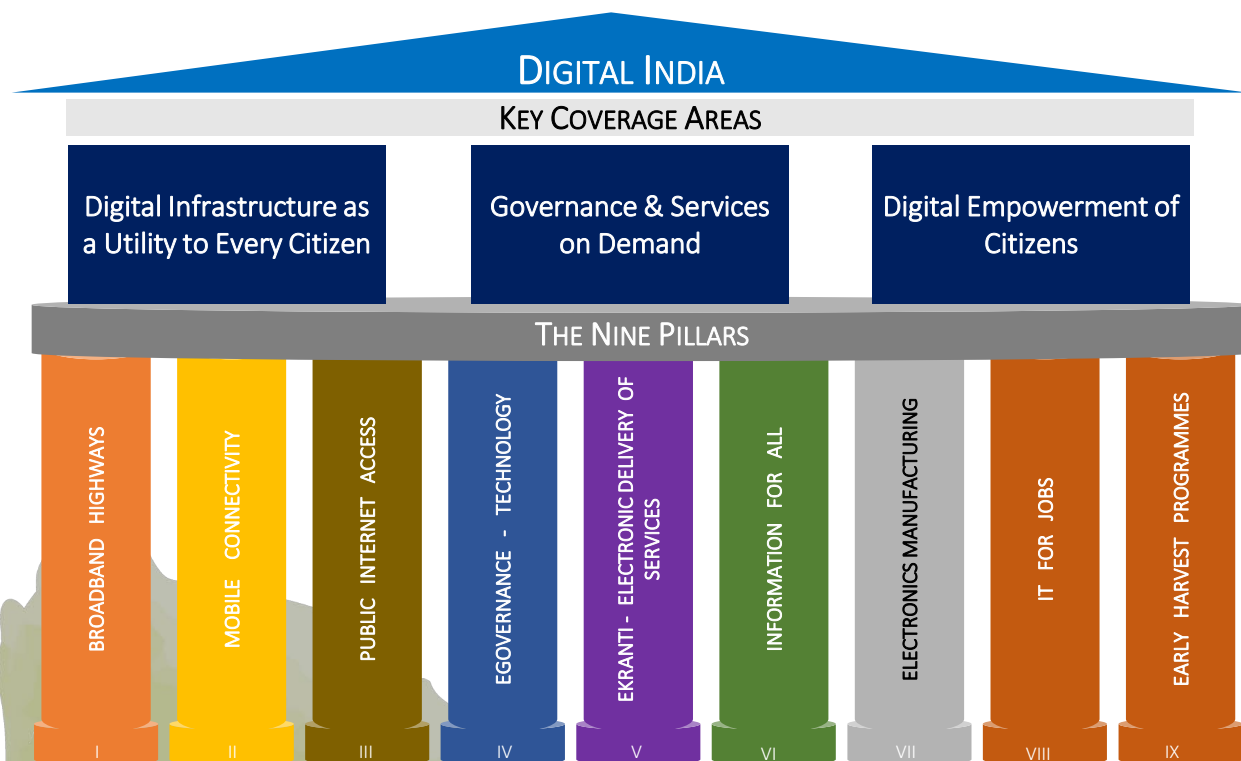 DIGITAL INDIA
KEY COVERAGE AREAS
Digital Infrastructure as
a Utility to Every Citizen
Governance & Services
on Demand
Digital Empowerment of
Citizens
THE NINE PILLARS
BROADBAND HIGHWAYS
MOBILE CONNECTIVITY
PUBLIC INTERNET ACCESS
EGOVERNANCE - TECHNOLOGY
EKRANTI - ELECTRONIC DELIVERY OF
SERVICES
INFORMATION FOR ALL
ELECTRONICS MANUFACTURING
IT FOR JOBS
EARLY HARVEST PROGRAMMES
I
II
III
IV
V
VI
VII
VIII
IX